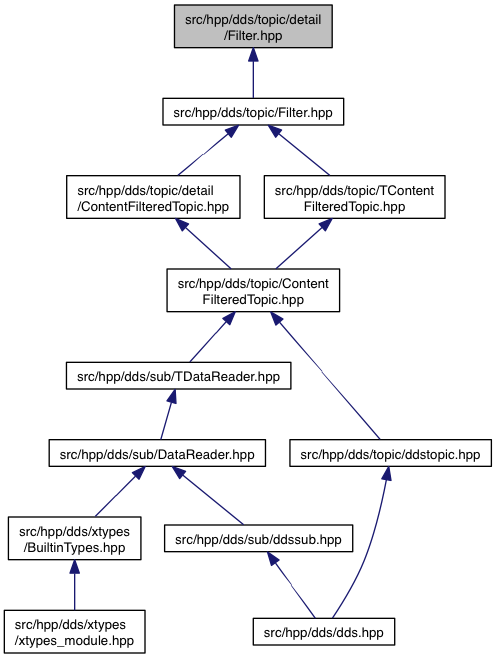 src/hpp/dds/topic/detail
/Filter.hpp
src/hpp/dds/topic/Filter.hpp
src/hpp/dds/topic/detail
/ContentFilteredTopic.hpp
src/hpp/dds/topic/TContent
FilteredTopic.hpp
src/hpp/dds/topic/Content
FilteredTopic.hpp
src/hpp/dds/sub/TDataReader.hpp
src/hpp/dds/sub/DataReader.hpp
src/hpp/dds/topic/ddstopic.hpp
src/hpp/dds/xtypes
/BuiltinTypes.hpp
src/hpp/dds/sub/ddssub.hpp
src/hpp/dds/xtypes
/xtypes_module.hpp
src/hpp/dds/dds.hpp